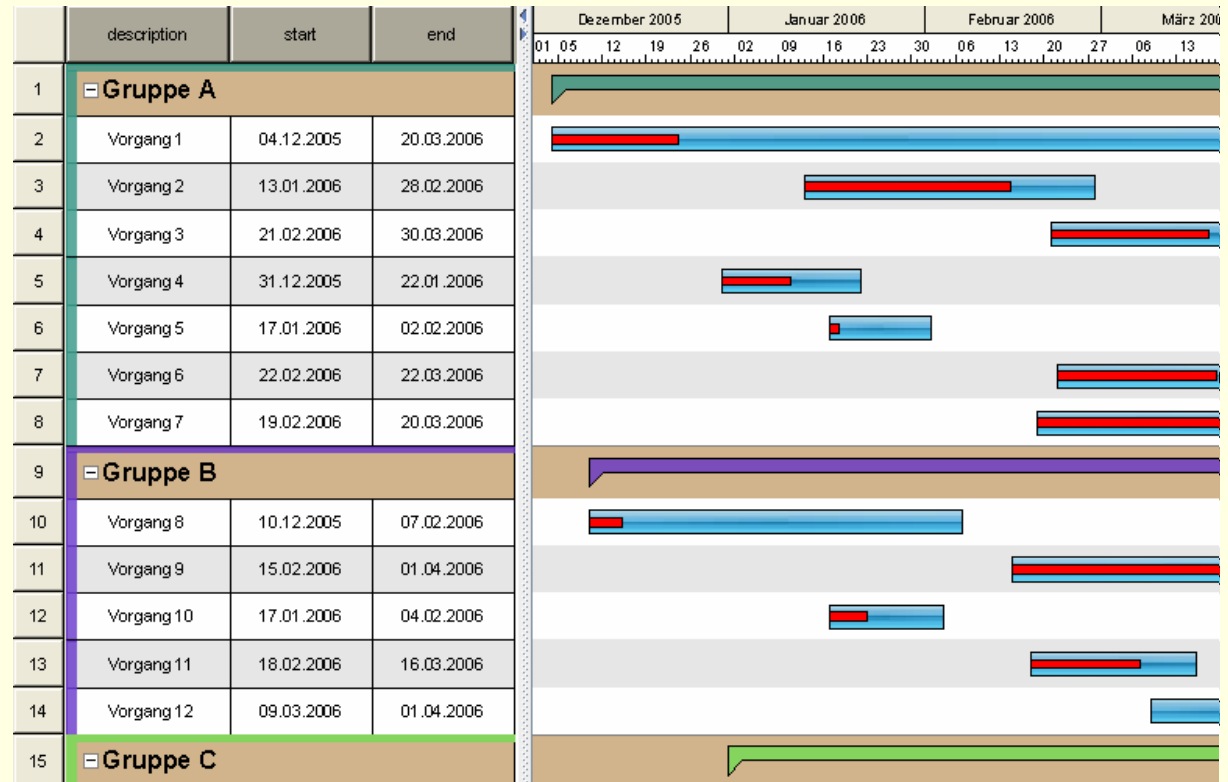 description start end
Dezember 2005 Januar 2006 Februar 2006 März 200
01 05 12 19 26 02 09 16 23 30 06 13 20 27 06 13
1 Gruppe A
2 Vorgang 1 04.12.2005 20.03.2006
3 Vorgang 2 13.01.2006 28.02.2006
4 Vorgang 3 21.02.2006 30.03.2006
5 Vorgang 4 31.12.2005 22.01.2006
6 Vorgang 5 17.01.2006 02.02.2006
7 Vorgang 6 22.02.2006 22.03.2006
8 Vorgang 7 19.02.2006 20.03.2006
9 Gruppe B
10 Vorgang 8 10.12.2005 07.02.2006
11 Vorgang 9 15.02.2006 01.04.2006
12 Vorgang 10 17.01.2006 04.02.2006
13 Vorgang 11 18.02.2006 16.03.2006
14 Vorgang 12 09.03.2006 01.04.2006
15 Gruppe C